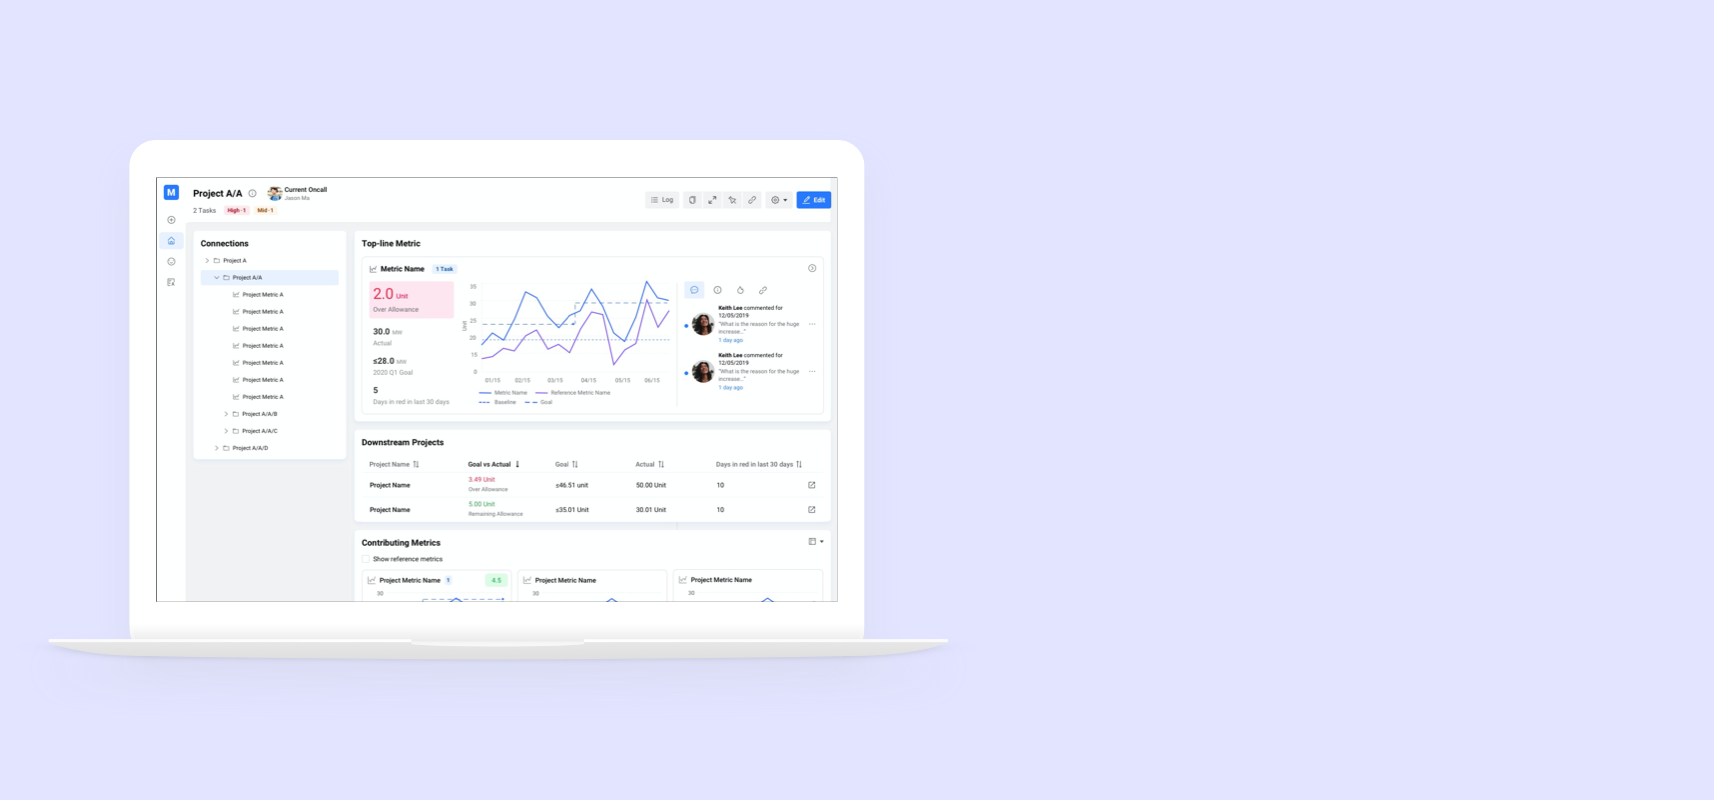 M
Project A/A
Current Oncall
Jason Ma
2 Tasks
High · 1
Mid · 1
Log
Edit
Connections
Project A
Project A/A
Project Metric A
Project Metric A
Project Metric A
Project Metric A
Project Metric A
Project Metric A
Project Metric A
Project A/A/B
Project A/A/C
Project A/A/D
Top-line Metric
Metric Name
1 Task
2.0 Unit
Over Allowance
30.0 MW
Actual
≤28.0 MW
2020 Q1 Goal
5
Days in red in last 30 days
Unit
35
30
25
20
15
0
01/15 02/15 03/15 04/15 05/15 06/15
Metric Name Reference Metric Name
Baseline Goal
Keith Lee commented for
12/05/2019
"What is the reason for the huge
increase..."
1 day ago
Keith Lee commented for
12/05/2019
"What is the reason for the huge
increase..."
1 day ago
Downstream Projects
Project Name Goal vs Actual Goal Actual Days in red in last 30 days
Project Name 3.49 Unit ≤46.51 unit 50.00 Unit 10
Over Allowance
Project Name 5.00 Unit ≤35.01 Unit 30.01 Unit 10
Remaining Allowance
Contributing Metrics
Show reference metrics
Project Metric Name 1 4.5
30
Project Metric Name
30
Project Metric Name
30